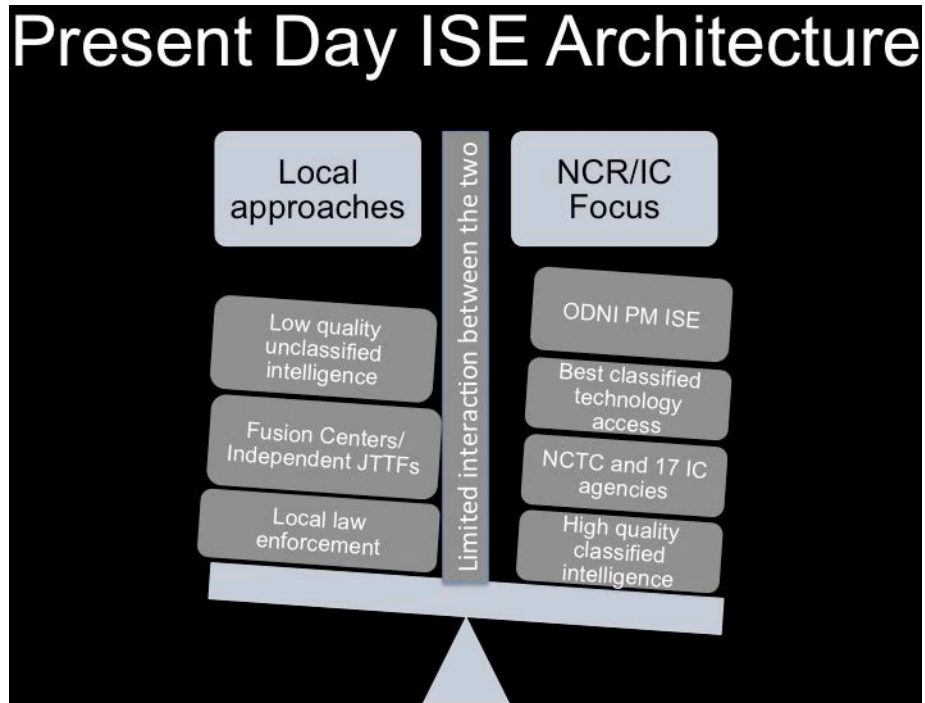 Present Day ISE Architecture
Local
approaches
Low quality
unclassified
intelligence
Fusion Centers/
Independent JTTFs
Local law
enforcement
Limited interaction between the two
NCR/IC
Focus
ODNI PM ISE
Best classified
technology
access
NCTC and 17 IC
agencies
High quality
classified
intelligence